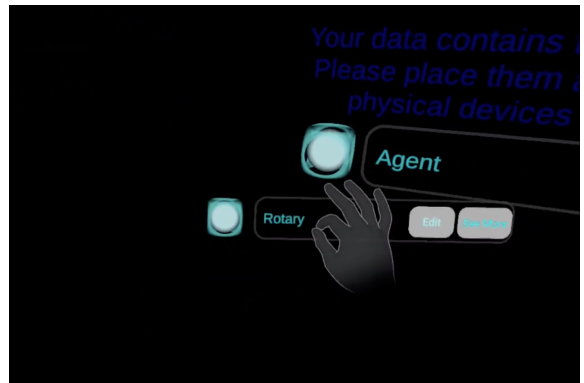 Your data contains
Please place them
physical devices
Agent
Rotary
Edit